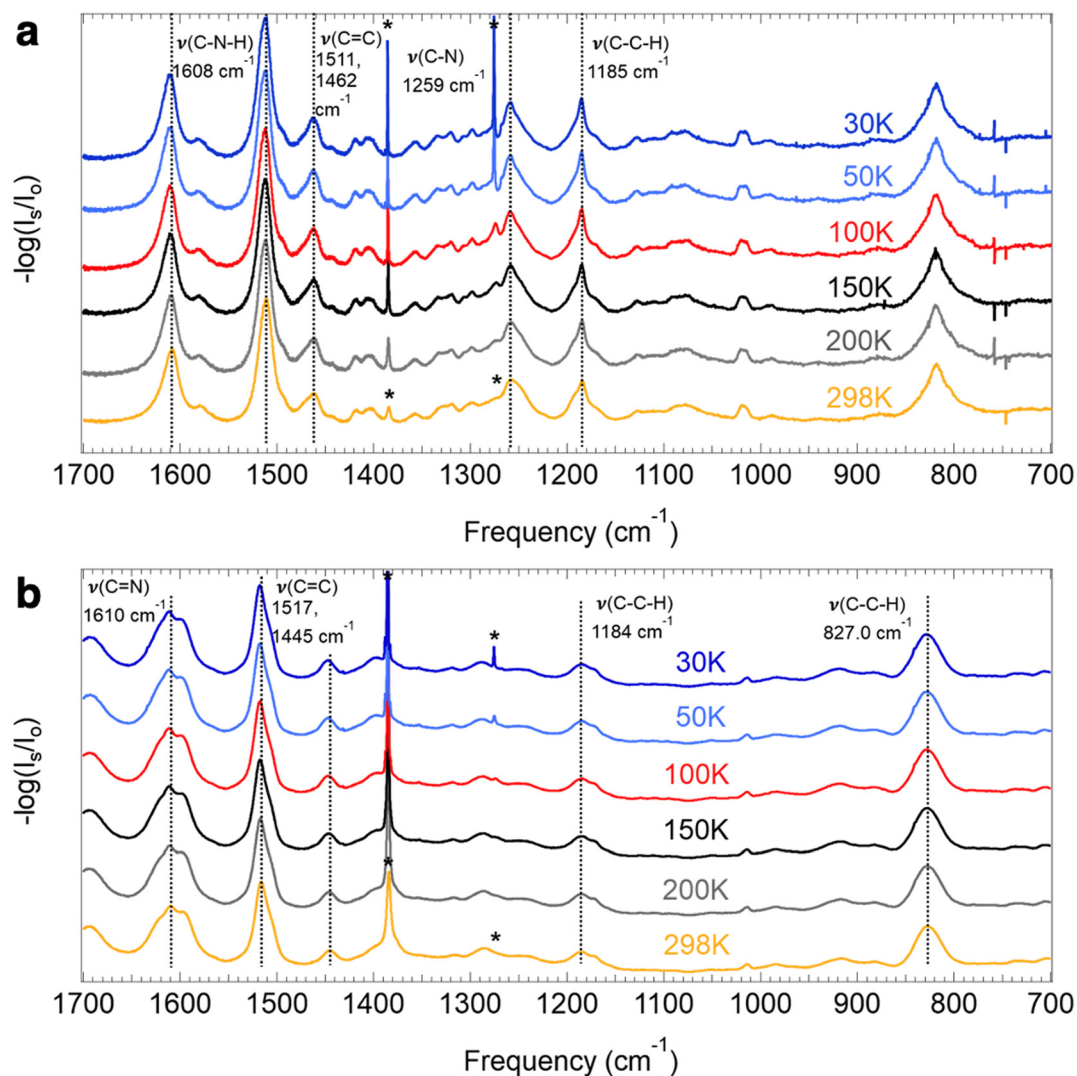 a
* *
ν(C-N-H)
1608 cm⁻¹
ν(C=C)
1511,
1462
cm⁻¹
ν(C-N)
1259 cm⁻¹
ν(C-C-H)
1185 cm⁻¹
-log(Iₛ/Iₒ)
30K
50K
100K
150K
200K
298K
* *
1700 1600 1500 1400 1300 1200 1100 1000 900 800 700
Frequency (cm⁻¹)
b
ν(C=N)
1610 cm⁻¹
ν(C=C)
1517,
1445 cm⁻¹
*
*
ν(C-C-H)
1184 cm⁻¹
ν(C-C-H)
827.0 cm⁻¹
-log(Iₛ/Iₒ)
30K
50K
100K
150K
200K
298K
*
*
1700 1600 1500 1400 1300 1200 1100 1000 900 800 700
Frequency (cm⁻¹)